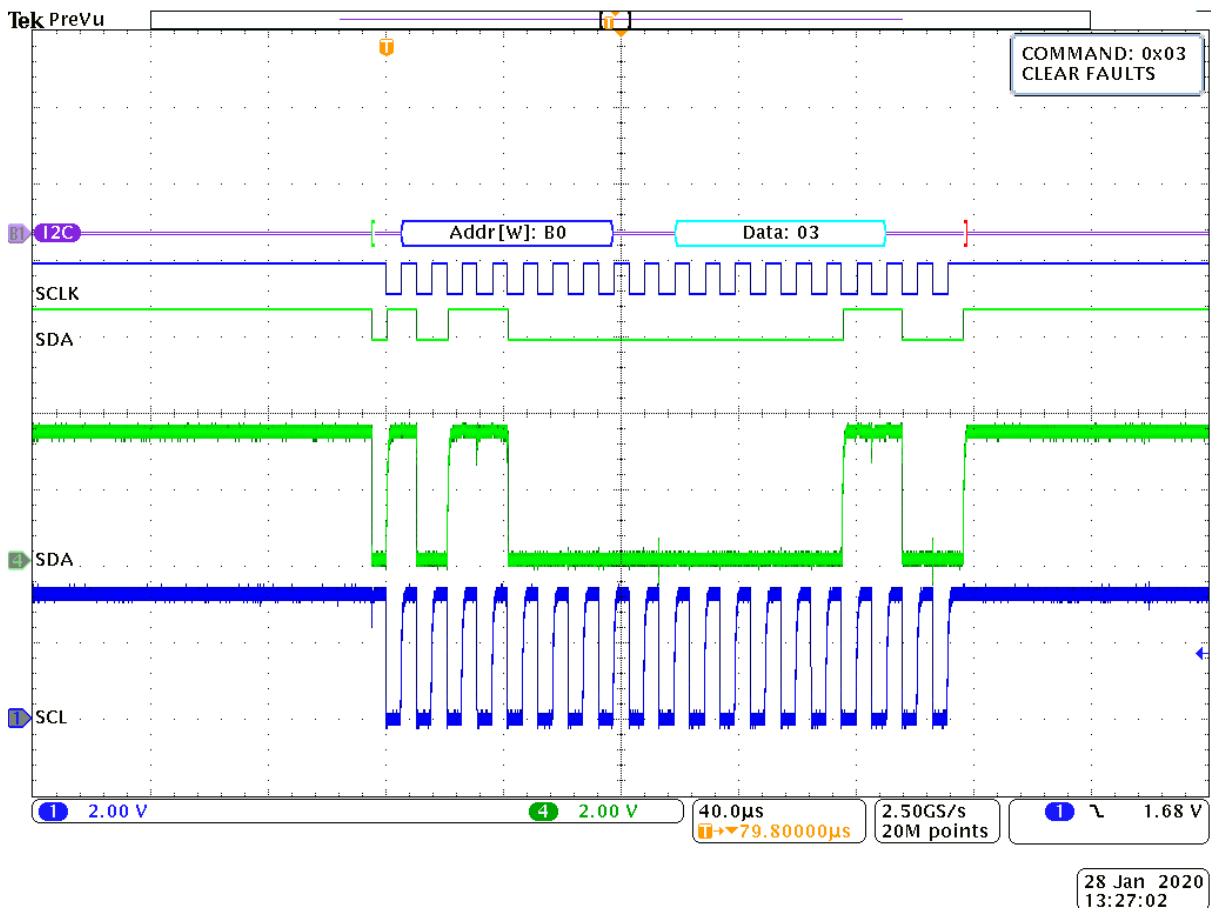 Tek PreVu
T
T
COMMAND: 0x03
CLEAR FAULTS
B1 I2C
Addr[W]: B0
Data: 03
SCLK
SDA
4 SDA
1 SCL
1 2.00 V
4 2.00 V
40.0µs
T→▼79.80000µs
2.50GS/s
20M points
1 1.68 V
28 Jan 2020
13:27:02